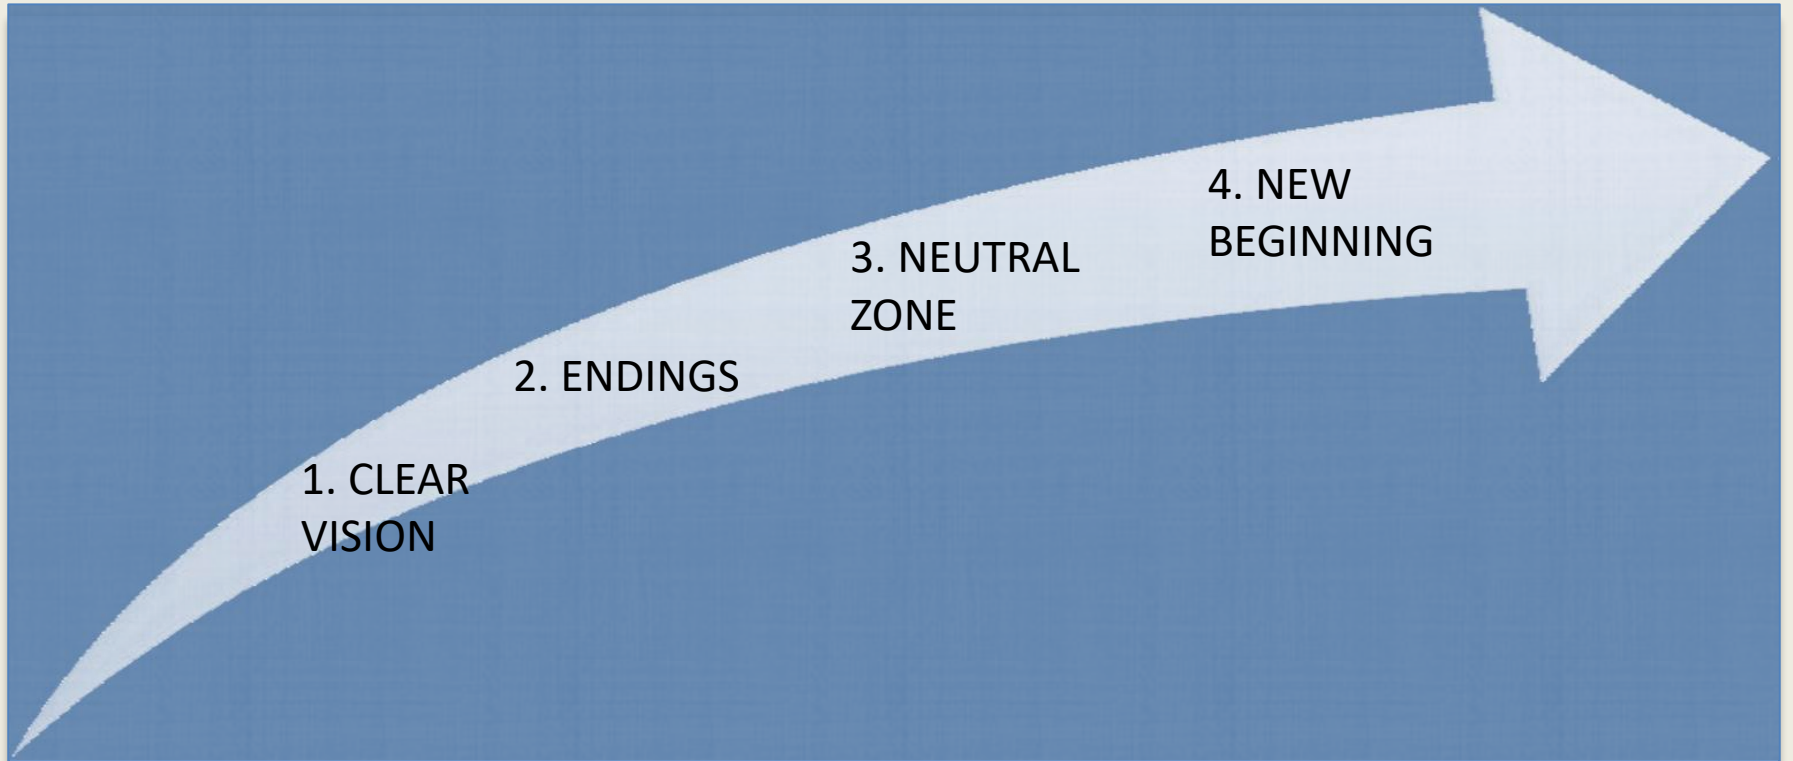 1. CLEAR
VISION
2. ENDINGS
3. NEUTRAL
ZONE
4. NEW
BEGINNING